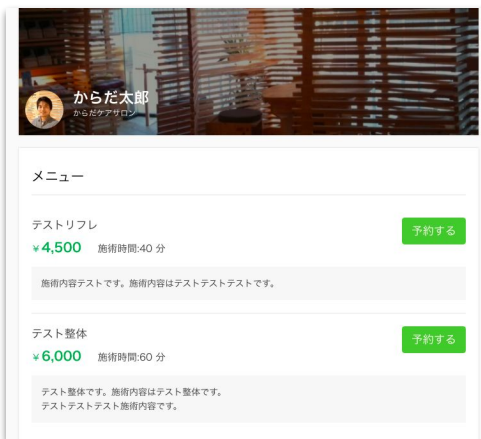 からだ太郎
からだケアサロン
メニュー
テストリフレ
予約する
¥4,500 施術時間:40 分
施術内容テストです。施術内容はテストテストテストです。
テスト整体
予約する
¥6,000 施術時間:60 分
テスト整体です。施術内容はテスト整体です。
テストテストテスト施術内容です。